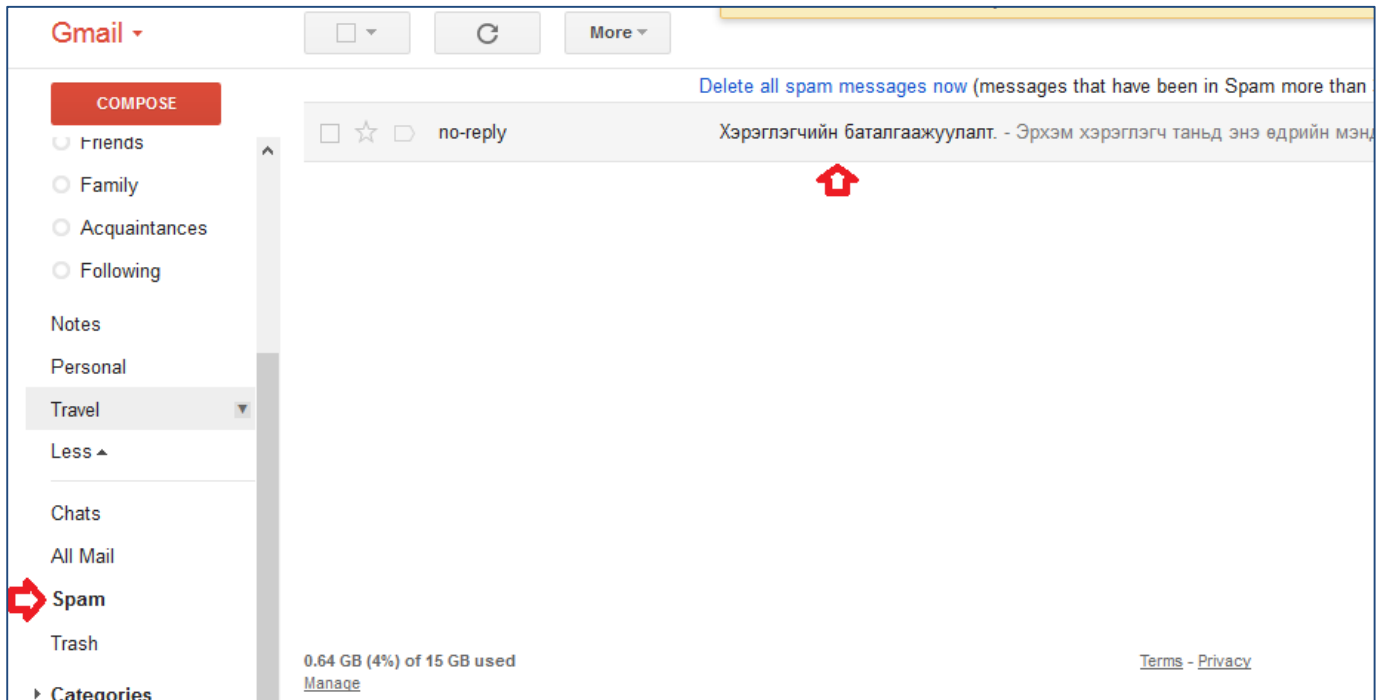 Gmail
More
COMPOSE
Delete all spam messages now (messages that have been in Spam more than
no-reply Хэрэглэгчийн баталгаажуулалт. - Эрхэм хэрэглэгч таньд энэ өдрийн
Friends
Family
Acquaintances
Following
Notes
Personal
Travel
Less
Chats
All Mail
Spam
Trash
Categories
0.64 GB (4%) of 15 GB used
Manage
Terms - Privacy